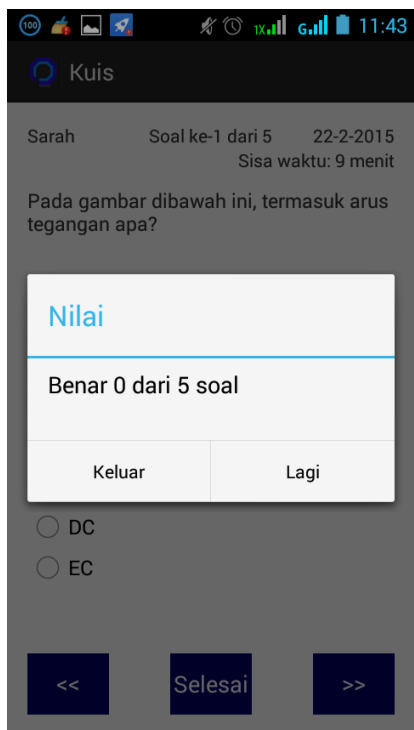 100 1X G 11:43
Kuis
Sarah Soal ke-1 dari 5 22-2-2015
Sisa waktu: 9 menit
Pada gambar dibawah ini, termasuk arus
tegangan apa?
Nilai
Benar 0 dari 5 soal
Keluar Lagi
DC
EC
<< Selesai >>